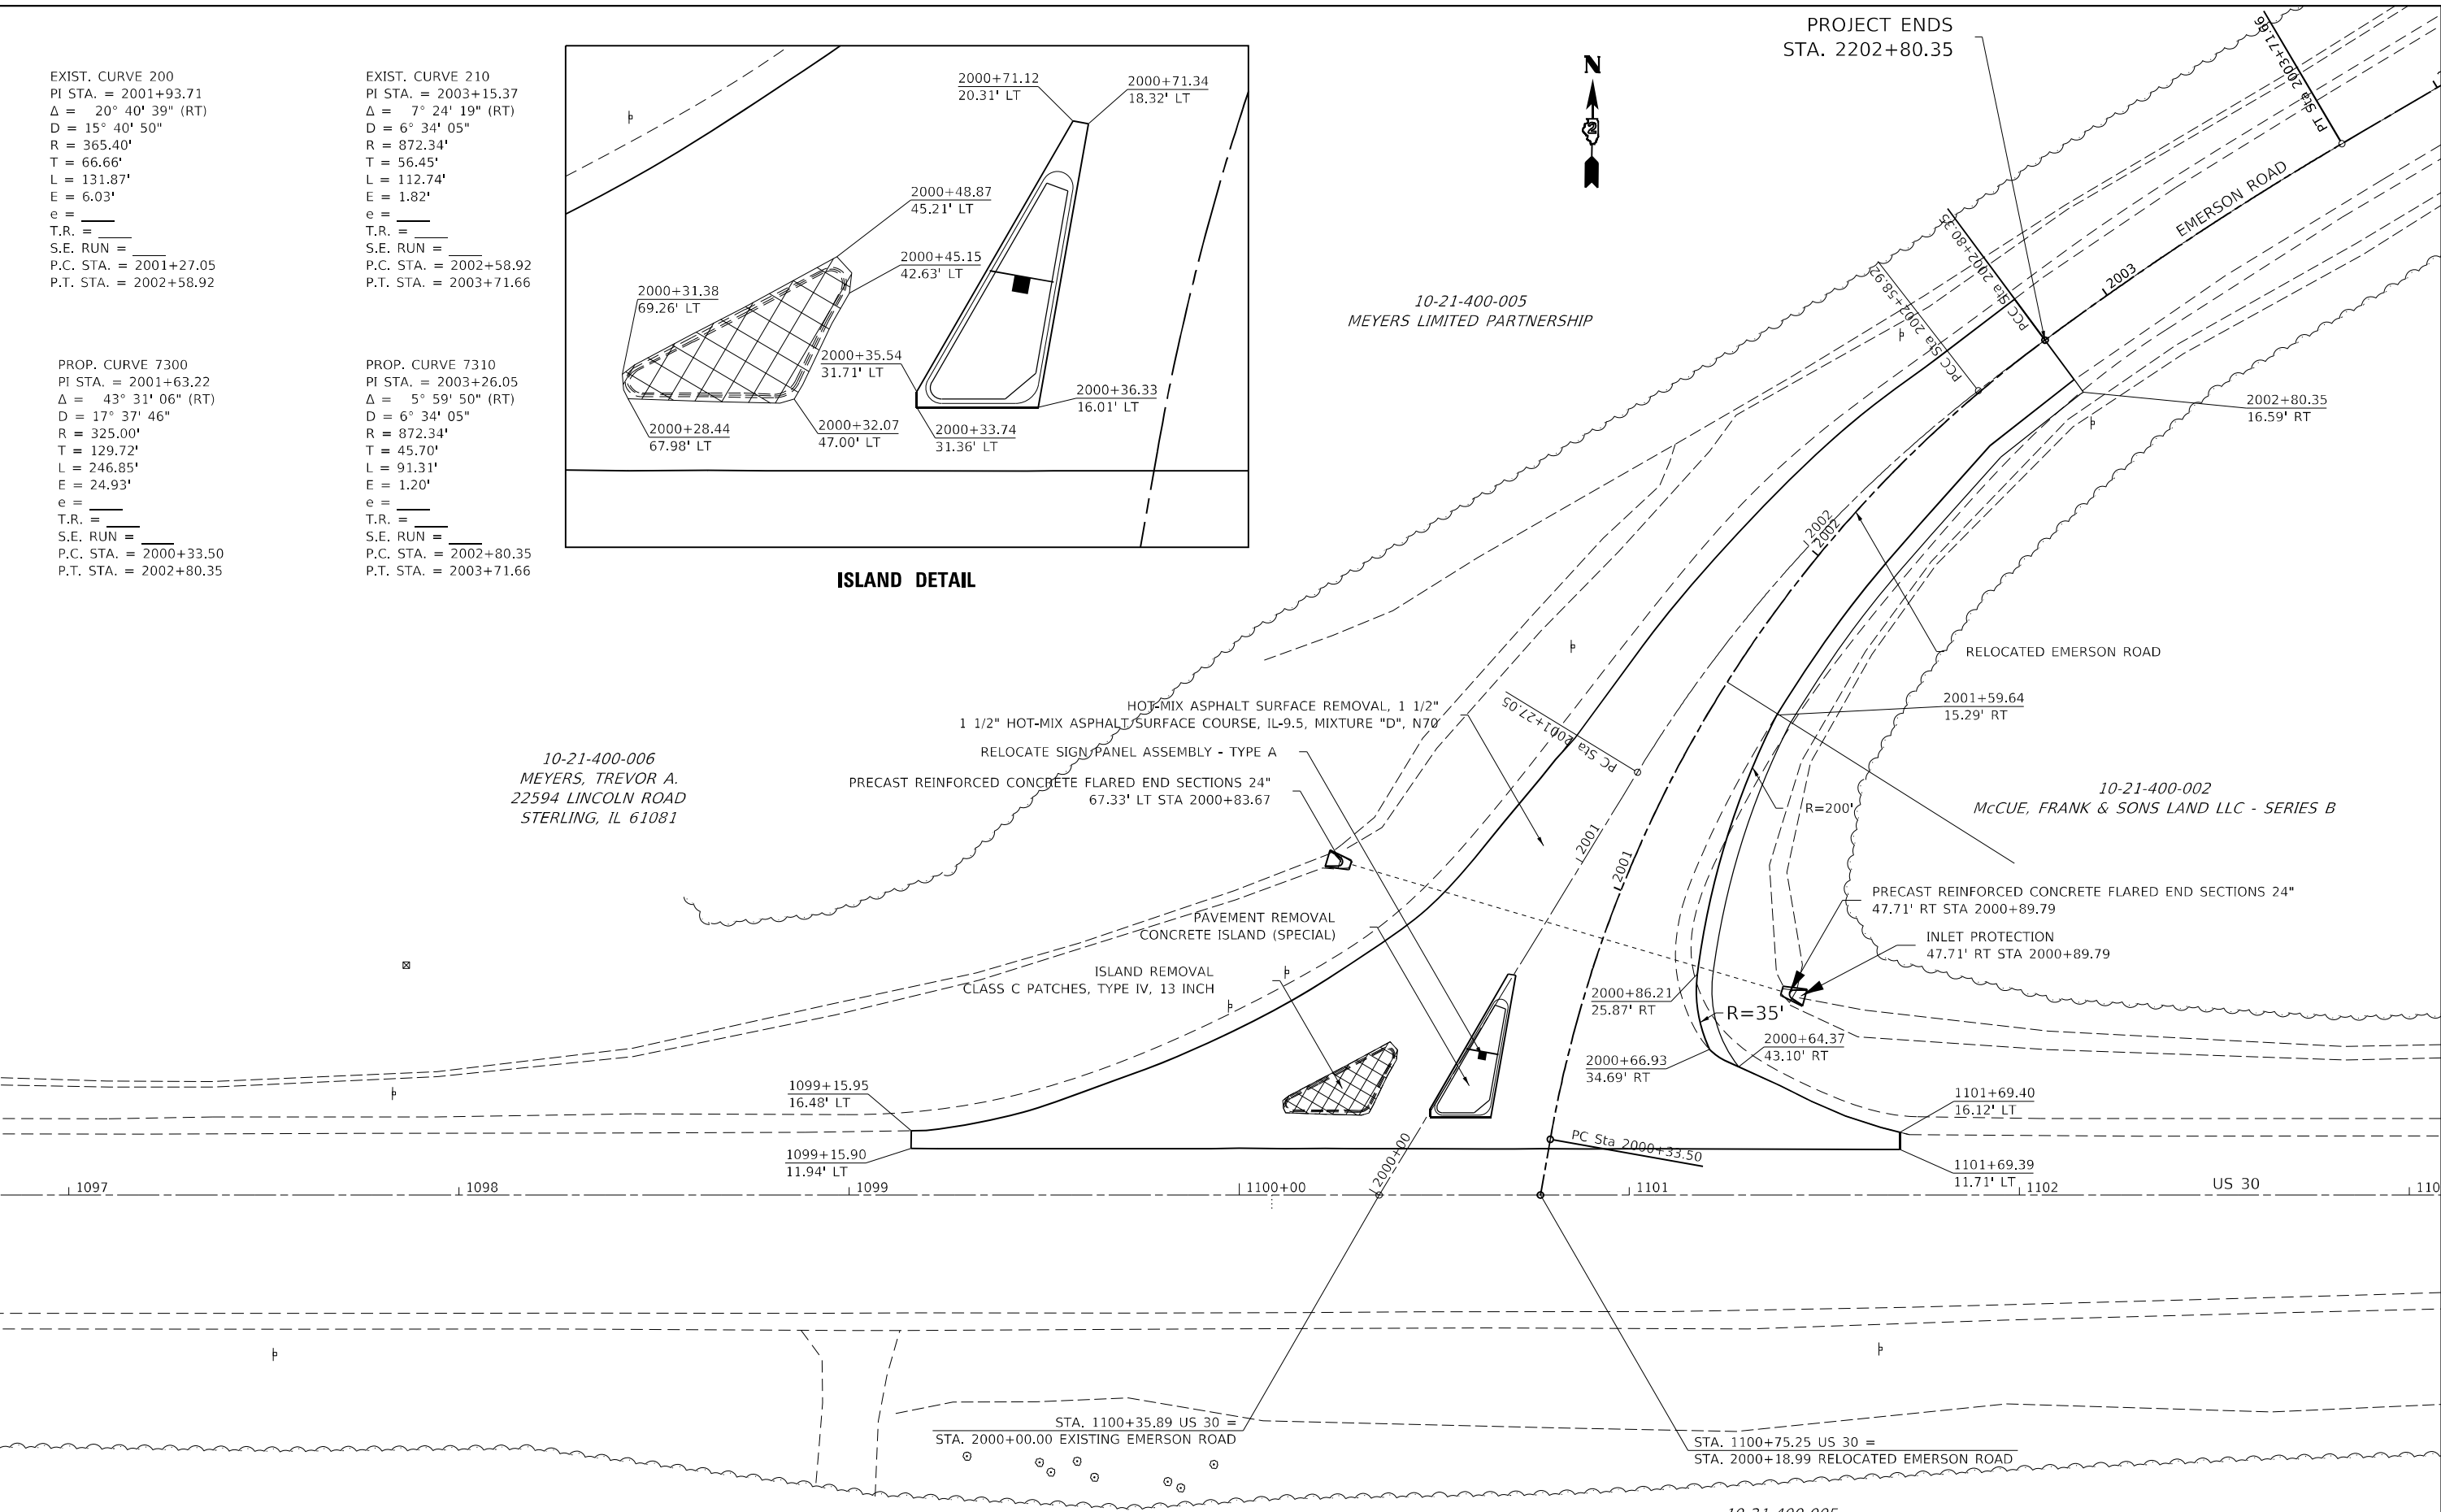 EXIST. CURVE 200
PI STA. = 2001+93.71
Δ = 20° 40' 39" (RT)
D = 15° 40' 50"
R = 365.40'
T = 66.66'
L = 131.87'
E = 6.03'
e = ____
T.R. = ____
S.E. RUN = ____
P.C. STA. = 2001+27.05
P.T. STA. = 2002+58.92
EXIST. CURVE 210
PI STA. = 2003+15.37
Δ = 7° 24' 19" (RT)
D = 6° 34' 05"
R = 872.34'
T = 56.45'
L = 112.74'
E = 1.82'
e = ____
T.R. = ____
S.E. RUN = ____
P.C. STA. = 2002+58.92
P.T. STA. = 2003+71.66
PROP. CURVE 7300
PI STA. = 2001+63.22
Δ = 43° 31' 06" (RT)
D = 17° 37' 46"
R = 325.00'
T = 129.72'
L = 246.85'
E = 24.93'
e = ____
T.R. = ____
S.E. RUN = ____
P.C. STA. = 2000+33.50
P.T. STA. = 2002+80.35
PROP. CURVE 7310
PI STA. = 2003+26.05
Δ = 5° 59' 50" (RT)
D = 6° 34' 05"
R = 872.34'
T = 45.70'
L = 91.31'
E = 1.20'
e = ____
T.R. = ____
S.E. RUN = ____
P.C. STA. = 2002+80.35
P.T. STA. = 2003+71.66
2000+71.12
20.31' LT
2000+71.34
18.32' LT
2000+48.87
45.21' LT
2000+45.15
42.63' LT
2000+31.38
69.26' LT
2000+35.54
31.71' LT
2000+36.33
16.01' LT
2000+28.44
67.98' LT
2000+32.07
47.00' LT
2000+33.74
31.36' LT
ISLAND DETAIL
N
2
PROJECT ENDS
STA. 2202+80.35
PT Sta 2003+71.66
EMERSON ROAD
2003
PCC Sta 2002+80.35
PCC Sta 2002+58.92
10-21-400-005
MEYERS LIMITED PARTNERSHIP
2002+80.35
16.59' RT
2002
2002
RELOCATED EMERSON ROAD
2001+59.64
15.29' RT
HOT-MIX ASPHALT SURFACE REMOVAL, 1 1/2"
1 1/2" HOT-MIX ASPHALT SURFACE COURSE, IL-9.5, MIXTURE "D", N70
PC Sta 2001+27.05
RELOCATE SIGN PANEL ASSEMBLY - TYPE A
PRECAST REINFORCED CONCRETE FLARED END SECTIONS 24"
67.33' LT STA 2000+83.67
10-21-400-006
MEYERS, TREVOR A.
22594 LINCOLN ROAD
STERLING, IL 61081
R=200'
10-21-400-002
McCUE, FRANK & SONS LAND LLC - SERIES B
2001
2001
PRECAST REINFORCED CONCRETE FLARED END SECTIONS 24"
47.71' RT STA 2000+89.79
INLET PROTECTION
47.71' RT STA 2000+89.79
PAVEMENT REMOVAL
CONCRETE ISLAND (SPECIAL)
ISLAND REMOVAL
CLASS C PATCHES, TYPE IV, 13 INCH
2000+86.21
25.87' RT
R=35'
2000+64.37
43.10' RT
2000+66.93
34.69' RT
1099+15.95
16.48' LT
1101+69.40
16.12' LT
1099+15.90
11.94' LT
PC Sta 2000+33.50
1101+69.39
11.71' LT
2000+00
1097
1098
1099
1100+00
1101
1102
US 30
110
STA. 1100+35.89 US 30 =
STA. 2000+00.00 EXISTING EMERSON ROAD
STA. 1100+75.25 US 30 =
STA. 2000+18.99 RELOCATED EMERSON ROAD
10-21-400-005